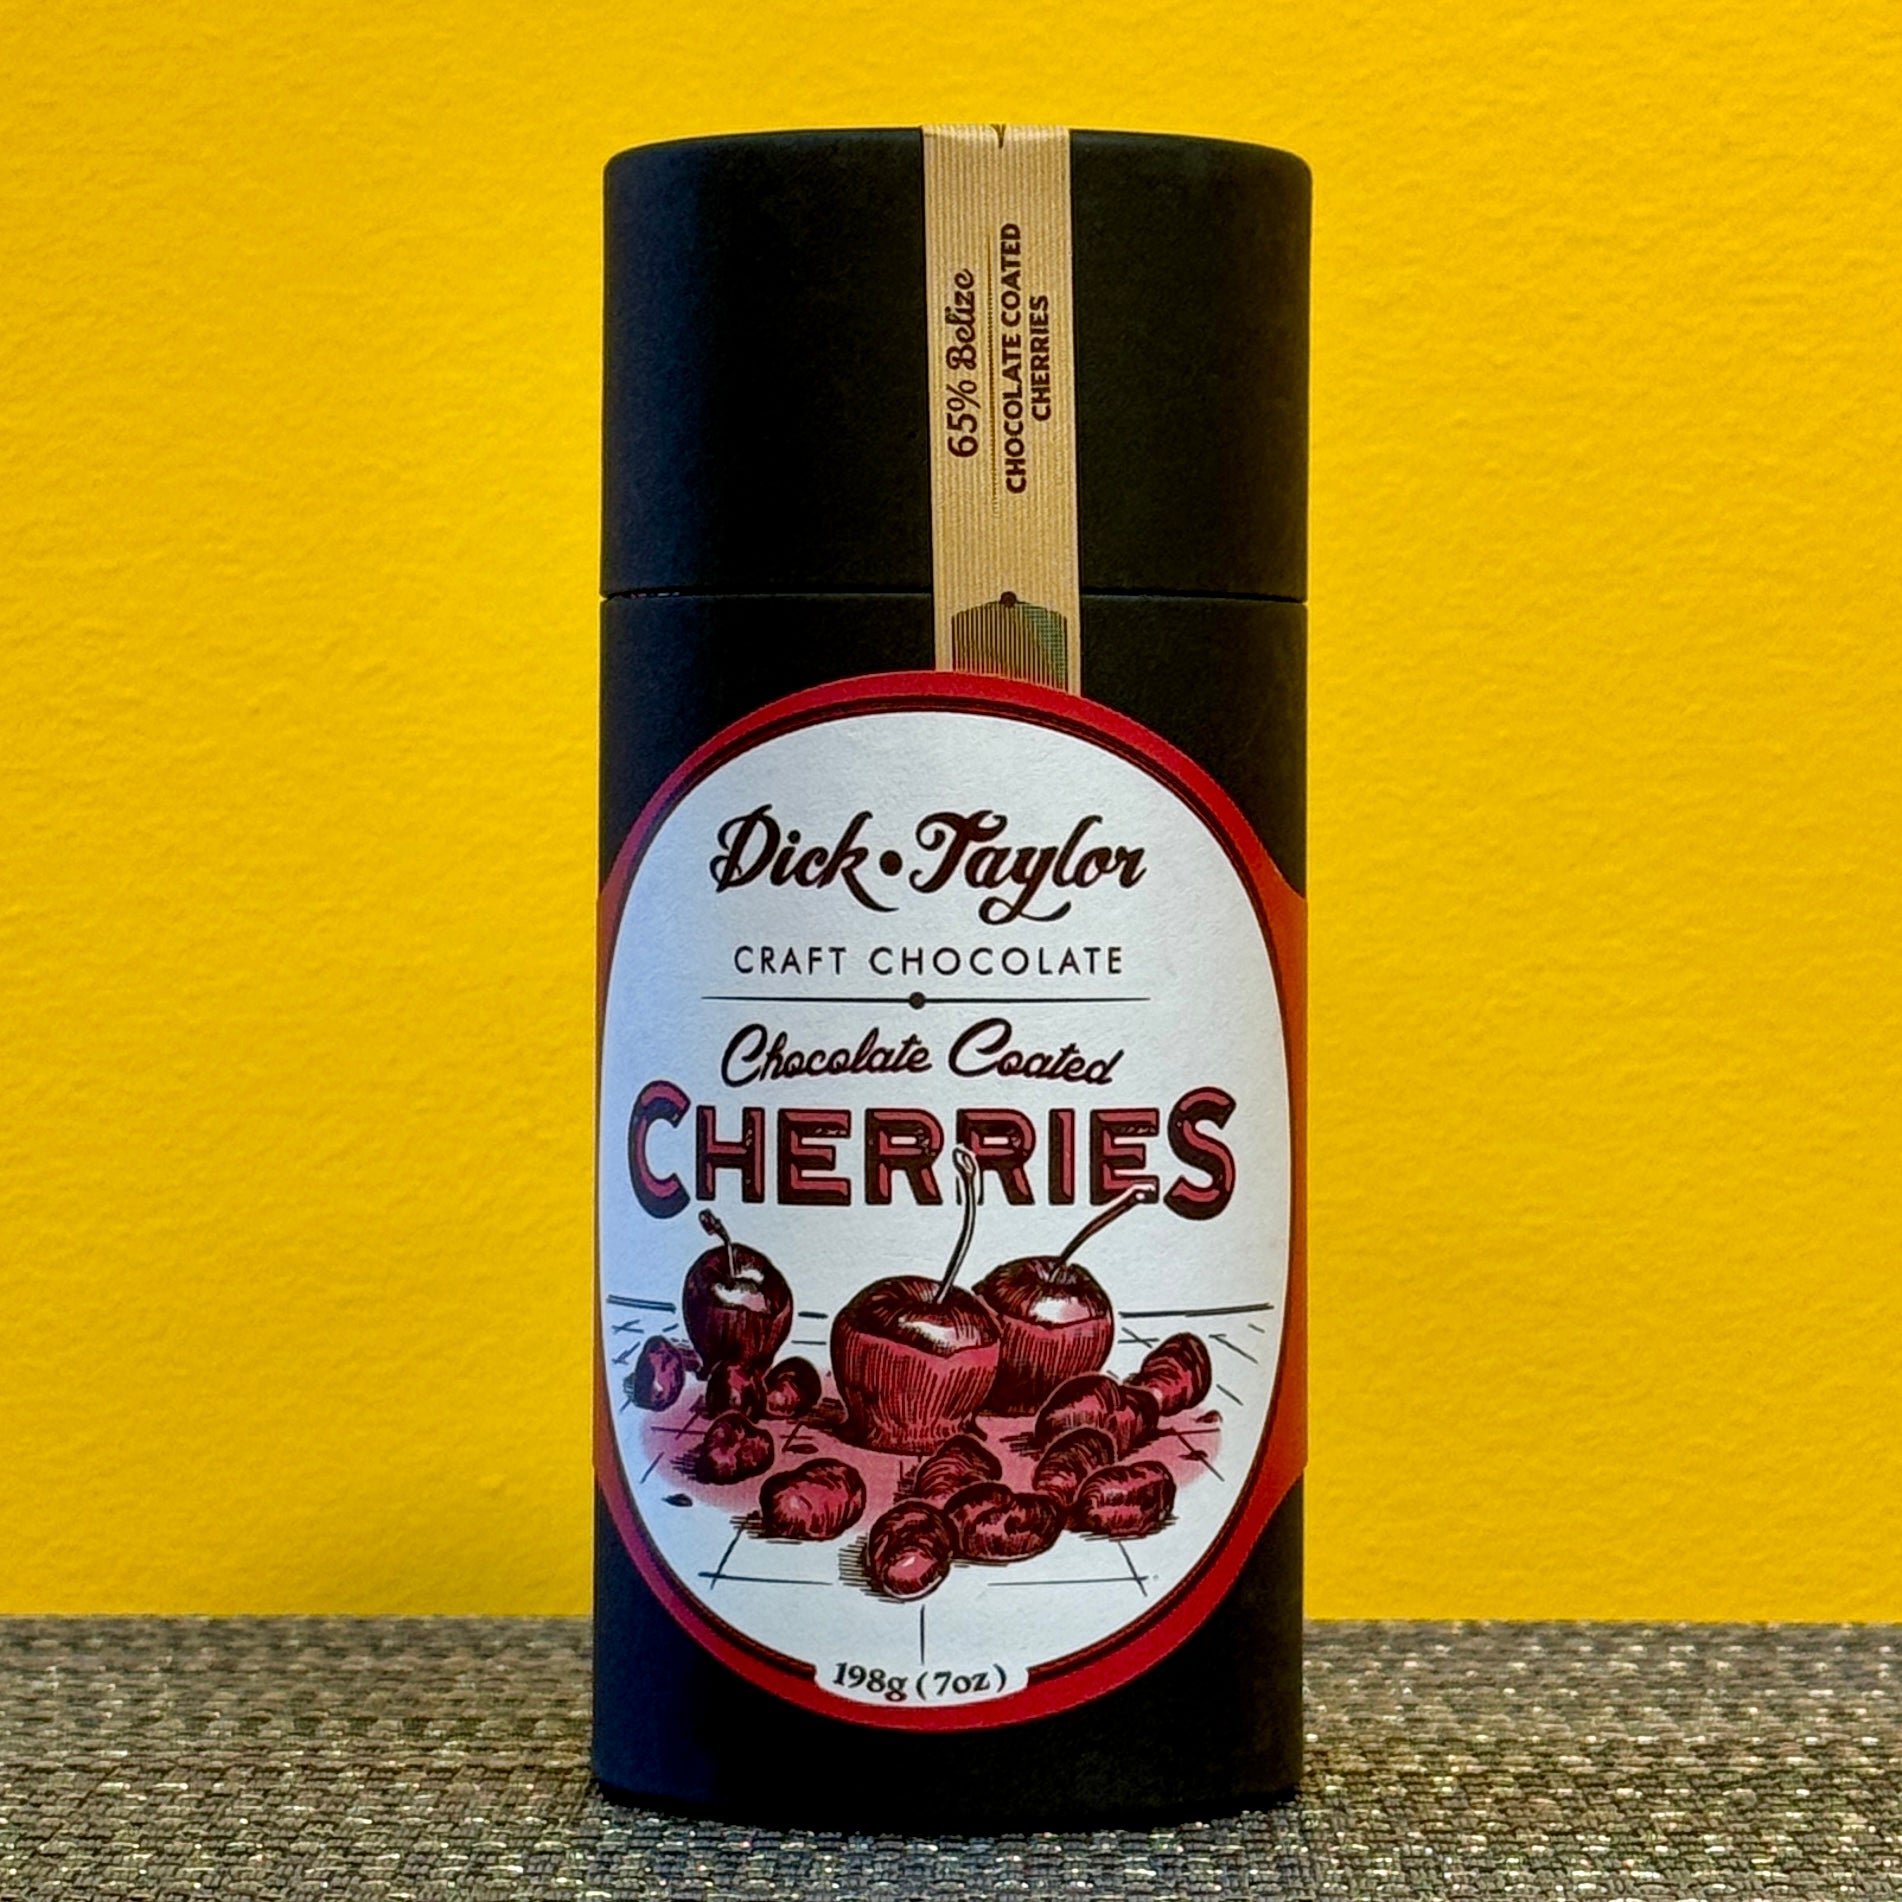 65% Belize
CHOCOLATE COATED
CHERRIES
Dick•Taylor
CRAFT CHOCOLATE
Chocolate Coated
CHERRIES
198g (7oz)